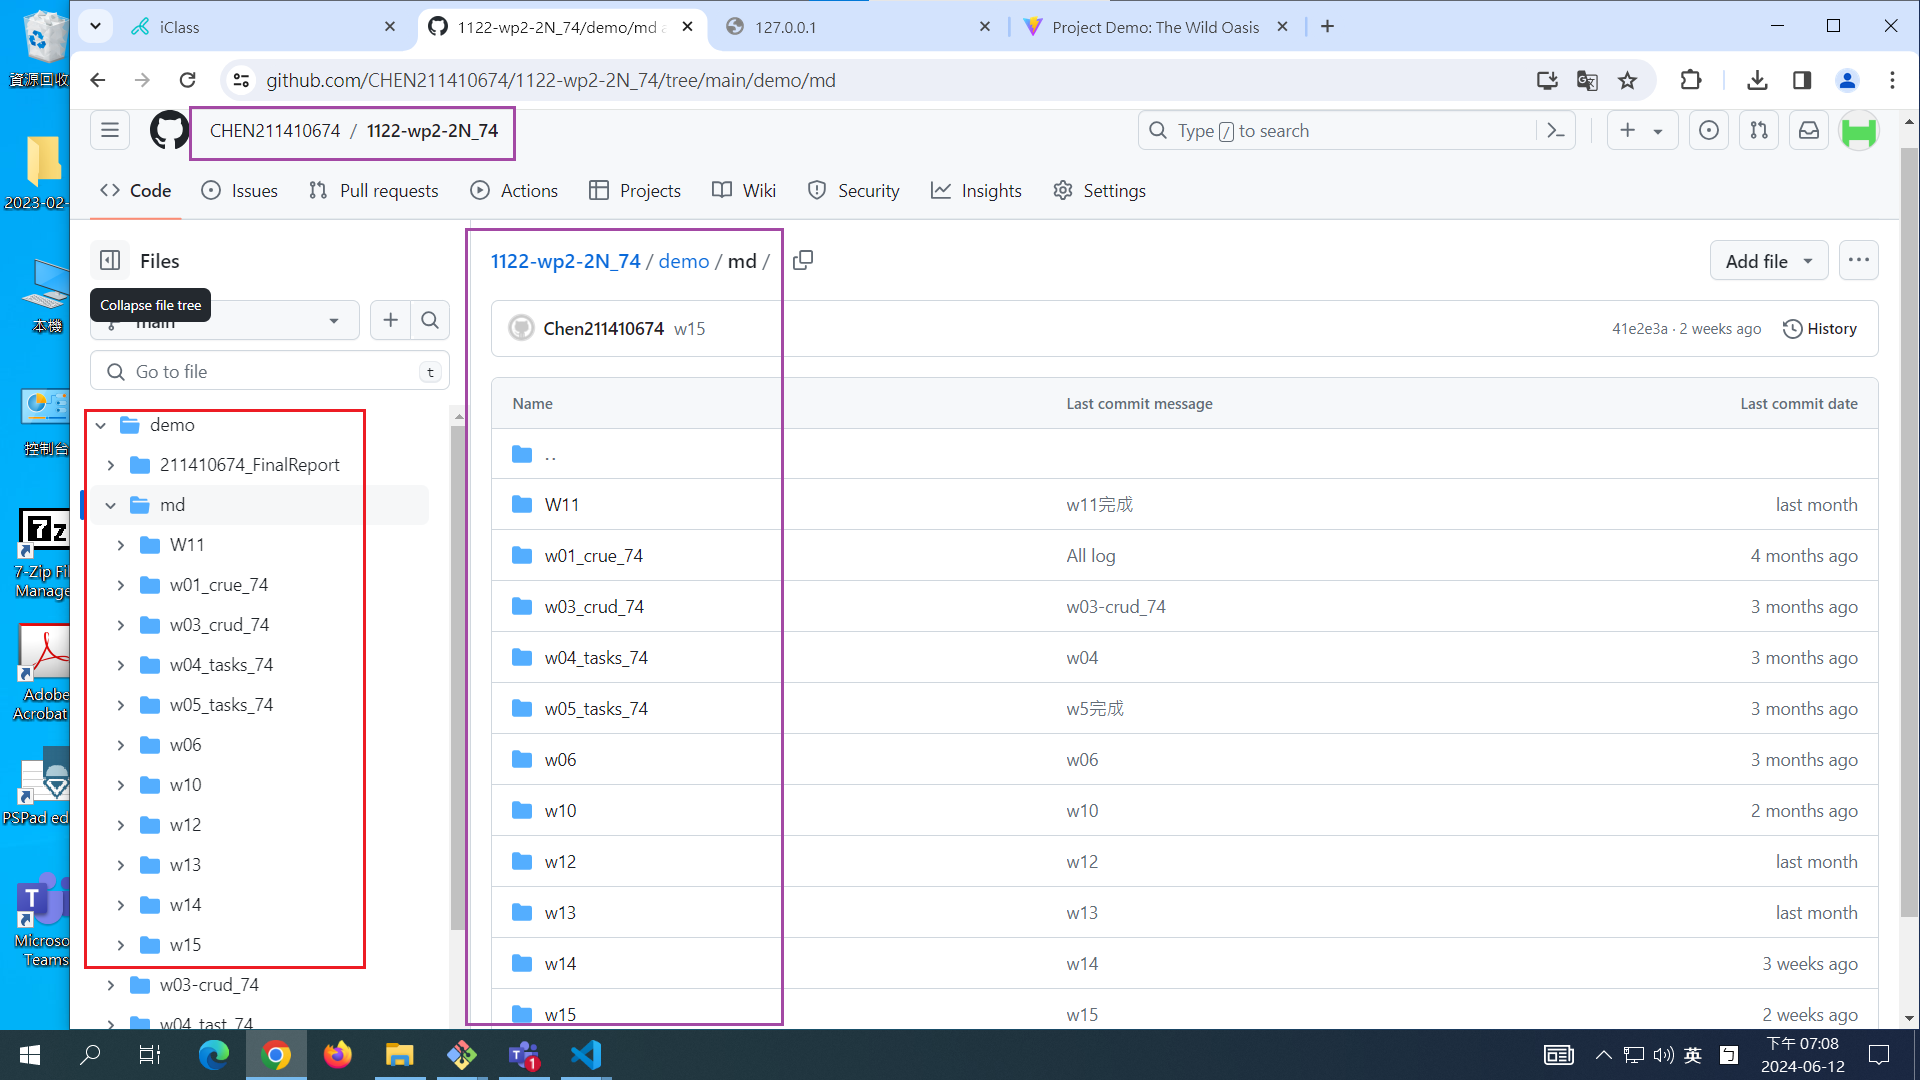 iClass
1122-wp2-2N_74/demo/md a
127.0.0.1
Project Demo: The Wild Oasis
github.com/CHEN211410674/1122-wp2-2N_74/tree/main/demo/md
CHEN211410674 / 1122-wp2-2N_74
Type / to search
Code
Issues
Pull requests
Actions
Projects
Wiki
Security
Insights
Settings
Files
Collapse file tree
main
Go to file
t
demo
211410674_FinalReport
md
W11
w01_crue_74
w03_crud_74
w04_tasks_74
w05_tasks_74
w06
w10
w12
w13
w14
w15
w03-crud_74
w04_tast_74
1122-wp2-2N_74 / demo / md /
Add file
Chen211410674 w15
41e2e3a · 2 weeks ago
History
Name Last commit message Last commit date
..
W11 w11完成 last month
w01_crue_74 All log 4 months ago
w03_crud_74 w03-crud_74 3 months ago
w04_tasks_74 w04 3 months ago
w05_tasks_74 w5完成 3 months ago
w06 w06 3 months ago
w10 w10 2 months ago
w12 w12 last month
w13 w13 last month
w14 w14 3 weeks ago
w15 w15 2 weeks ago
資源回收
2023-02-
本機
控制台
7z
7-Zip Fi
Manage
Adobe
Acrobat
PSPad ed
T
Microso
Teams
T
1
英
ㄅ
下午 07:08
2024-06-12